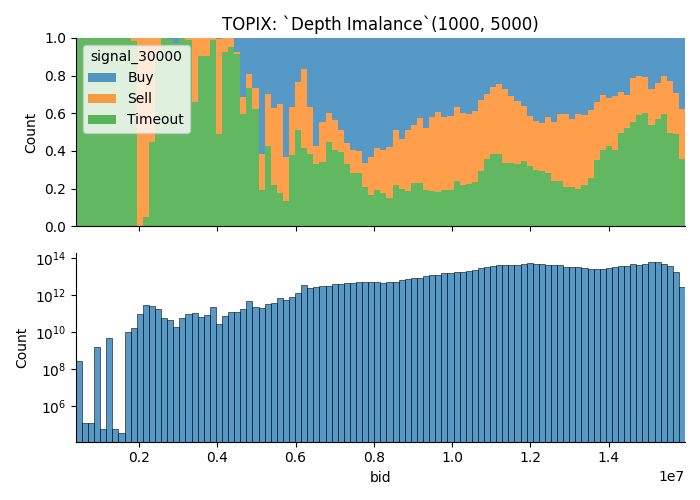 TOPIX: `Depth Imalance`(1000, 5000)
1.0
0.8
0.6
0.4
0.2
0.0
Count
signal_30000
Buy
Sell
Timeout
10^14
10^12
10^10
10^8
10^6
Count
0.2 0.4 0.6 0.8 1.0 1.2 1.4
1e7
bid